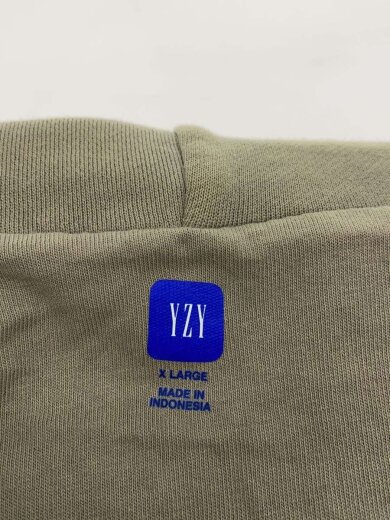 YZY
X LARGE
MADE IN
INDONESIA